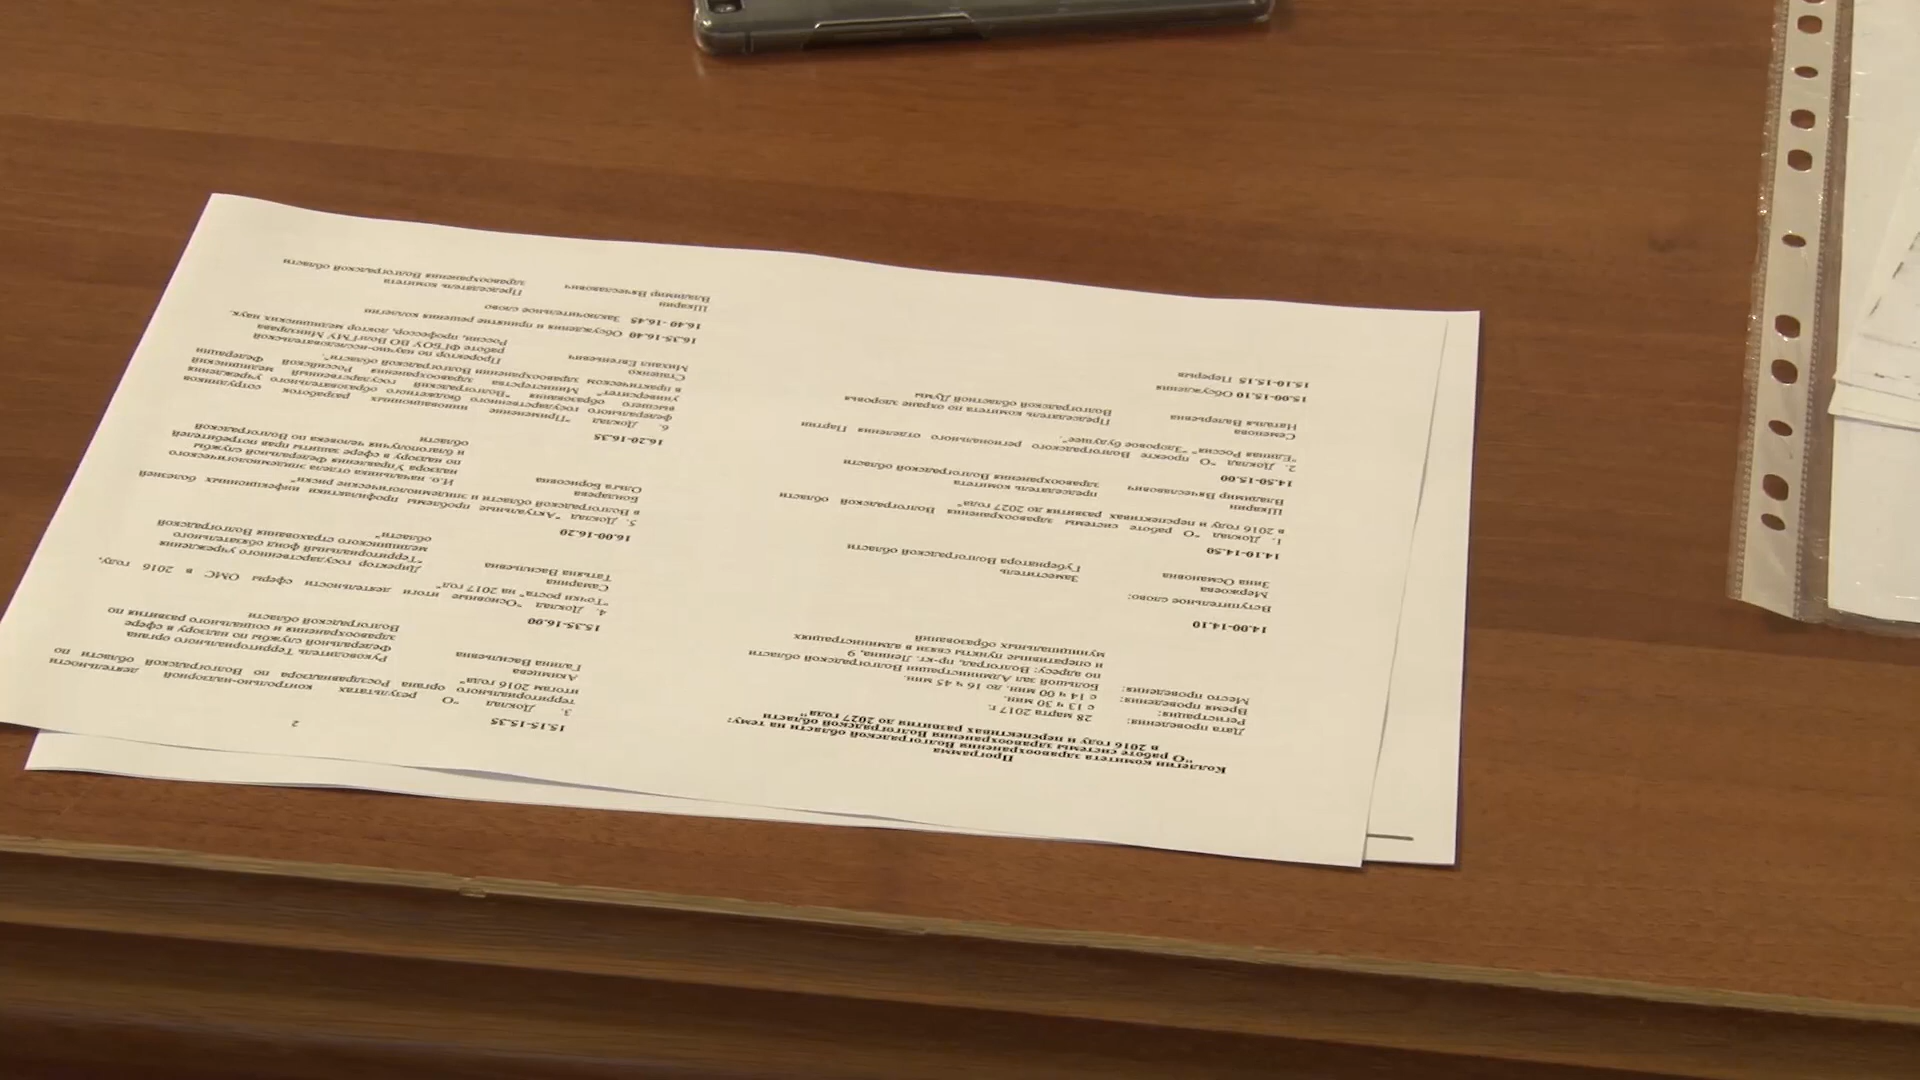 Программа
Коллегии комитета здравоохранения Волгоградской области на тему:
"О работе системы здравоохранения Волгоградской области
в 2016 году и перспективах развития до 2027 года"
Дата проведения: 28 марта 2017 г.
Регистрация: с 13 ч 30 мин.
Время проведения: с 14 ч 00 мин. до 16 ч 45 мин.
Место проведения: Большой зал Администрации Волгоградской области
по адресу: Волгоград, пр-кт. Ленина, 9
и оперативные пункты связи в администрациях
муниципальных образований
14.00-14.10
Вступительное слово:
Мержоева
Зина Османовна
Заместитель
Губернатора Волгоградской области
14.10-14.50
1. Доклад "О работе системы здравоохранения Волгоградской области
в 2016 году и перспективах развития до 2027 года"
Шкарин
Владимир Вячеславович
председатель комитета
здравоохранения Волгоградской области
14.50-15.00
2. Доклад "О проекте Волгоградского регионального отделения Партии
"Единая Россия" "Здоровое будущее".
Семенова
Наталья Валерьевна
Председатель комитета по охране здоровья
Волгоградской областной Думы
15.00-15.10 Обсуждения
15.10-15.15 Перерыв
2
15.15-15.35
3. Доклад "О результатах контрольно-надзорной деятельности
территориального органа Росздравнадзора по Волгоградской области по
итогам 2016 года"
Акимцева
Галина Васильевна
Руководитель Территориального органа
Федеральной службы по надзору в сфере
здравоохранения и социального развития по
Волгоградской области
15.35-16.00
4. Доклад "Основные итоги деятельности сферы ОМС в 2016 году,
"Точки роста" на 2017 год"
Самарина
Татьяна Васильевна
Директор государственного учреждения
"Территориальный фонд обязательного
медицинского страхования Волгоградской
области"
16.00-16.20
5. Доклад "Актуальные проблемы профилактики инфекционных болезней
в Волгоградской области и эпидемиологические риски"
Бондарева
Ольга Борисовна
И.о. начальника отдела эпидемиологического
надзора Управления Федеральной службы
по надзору в сфере защиты прав потребителей
и благополучия человека по Волгоградской
области
16.20-16.35
6. Доклад "Применение инновационных разработок сотрудников
федерального государственного бюджетного образовательного учреждения
высшего образования "Волгоградский государственный медицинский
университет" Министерства здравоохранения Российской Федерации
в практическом здравоохранении Волгоградской области".
Стаценко
Михаил Евгеньевич
Проректор по научно-исследовательской
работе ФГБОУ ВО ВолгГМУ Минздрава
России, профессор, доктор медицинских наук.
16.35-16.40 Обсуждения и принятие решения коллегии
16.40-16.45 Заключительное слово
Шкарин
Владимир Вячеславович
Председатель комитета
здравоохранения Волгоградской области